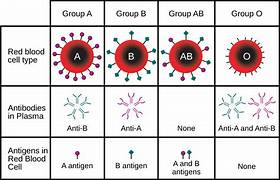 Group A Group B Group AB Group O
Red blood
cell type
A B AB O
Antibodies
in Plasma
Anti-B Anti-A None Anti-A and Anti-B
Antigens in
Red Blood
Cell
A antigen B antigen A and B
antigens None